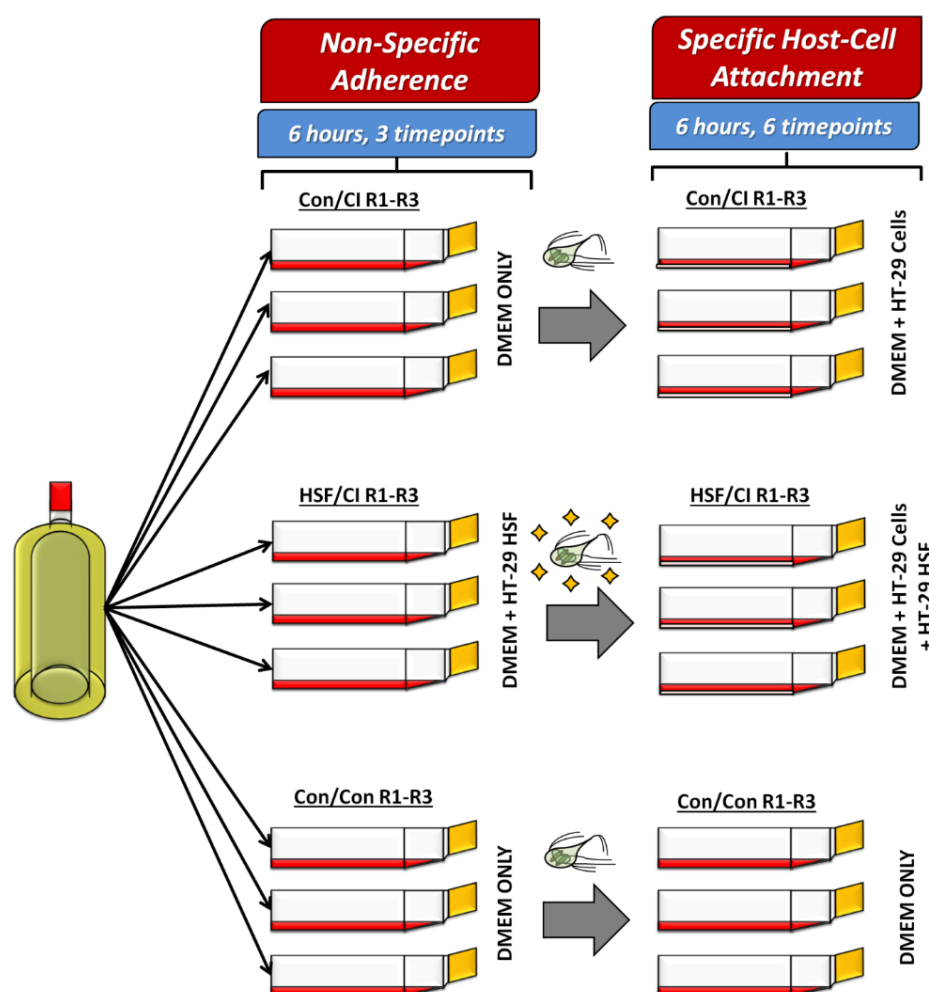 Non-Specific
Adherence
Specific Host-Cell
Attachment
6 hours, 3 timepoints
6 hours, 6 timepoints
Con/CI R1-R3
DMEM ONLY
Con/CI R1-R3
DMEM + HT-29 Cells
HSF/CI R1-R3
DMEM + HT-29 HSF
HSF/CI R1-R3
DMEM + HT-29 Cells
+ HT-29 HSF
Con/Con R1-R3
DMEM ONLY
Con/Con R1-R3
DMEM ONLY